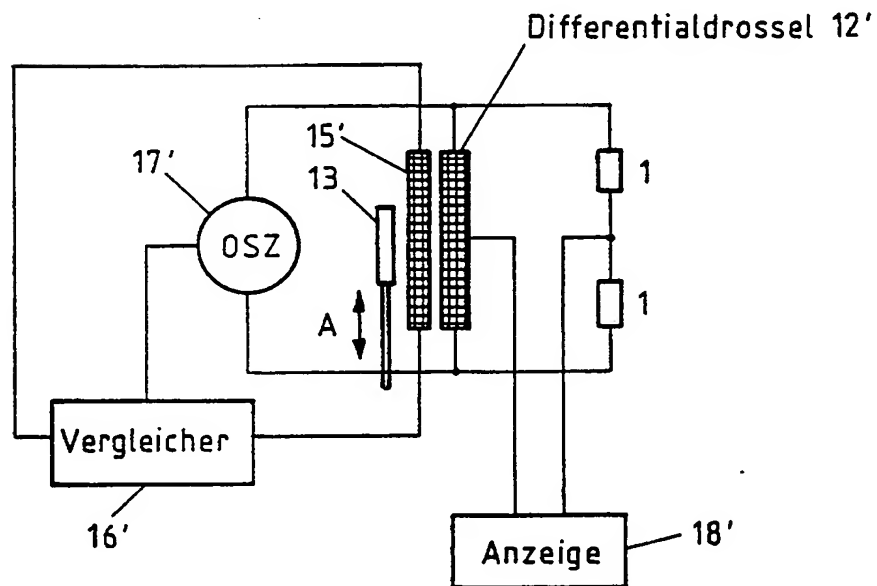 Differentialdrossel 12'
15'
17'
13
1
OSZ
1
A
Vergleicher
16'
Anzeige
18'